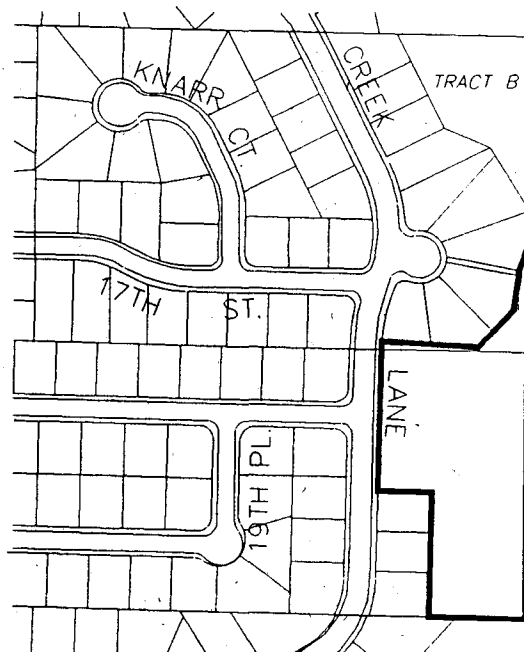 KNARR CT.
CREEK LANE
TRACT B
17TH ST.
19TH PL.